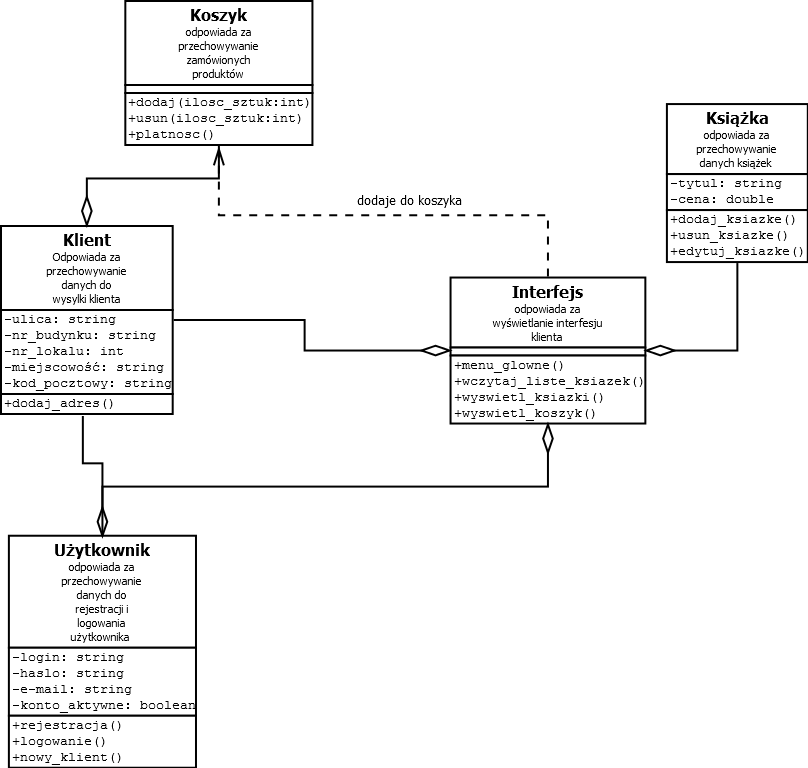 Koszyk
odpowiada za
przechowywanie
zamówionych
produktów
+dodaj(ilosc_sztuk:int)
+usun(ilosc_sztuk:int)
+platnosc()
Książka
odpowiada za
przechowywanie
danych książek
-tytul: string
-cena: double
+dodaj_ksiazke()
+usun_ksiazke()
+edytuj_ksiazke()
dodaje do koszyka
Klient
Odpowiada za
przechowywanie
danych do
wysylki klienta
-ulica: string
-nr_budynku: string
-nr_lokalu: int
-miejscowość: string
-kod_pocztowy: string
+dodaj_adres()
Interfejs
odpowiada za
wyświetlanie interfesju
klienta
+menu_glowne()
+wczytaj_liste_ksiazek()
+wyswietl_ksiazki()
+wyswietl_koszyk()
Użytkownik
odpowiada za
przechowywanie
danych do
rejestracji i
logowania
użytkownika
-login: string
-haslo: string
-e-mail: string
-konto_aktywne: boolean
+rejestracja()
+logowanie()
+nowy_klient()